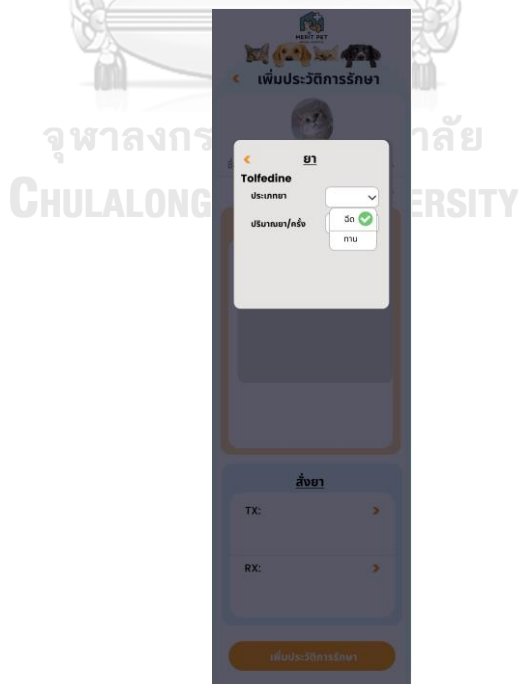 MERIT PET
เพิ่มประวัติการรักษา
จุฬาลงกร
าลัย
CHULALONG
ERSITY
ยา
Tolfedine
ประเภทยา
ปริมาณยา/ครั้ง
ฉีด
ทาน
สั่งยา
TX:
RX:
เพิ่มประวัติการรักษา